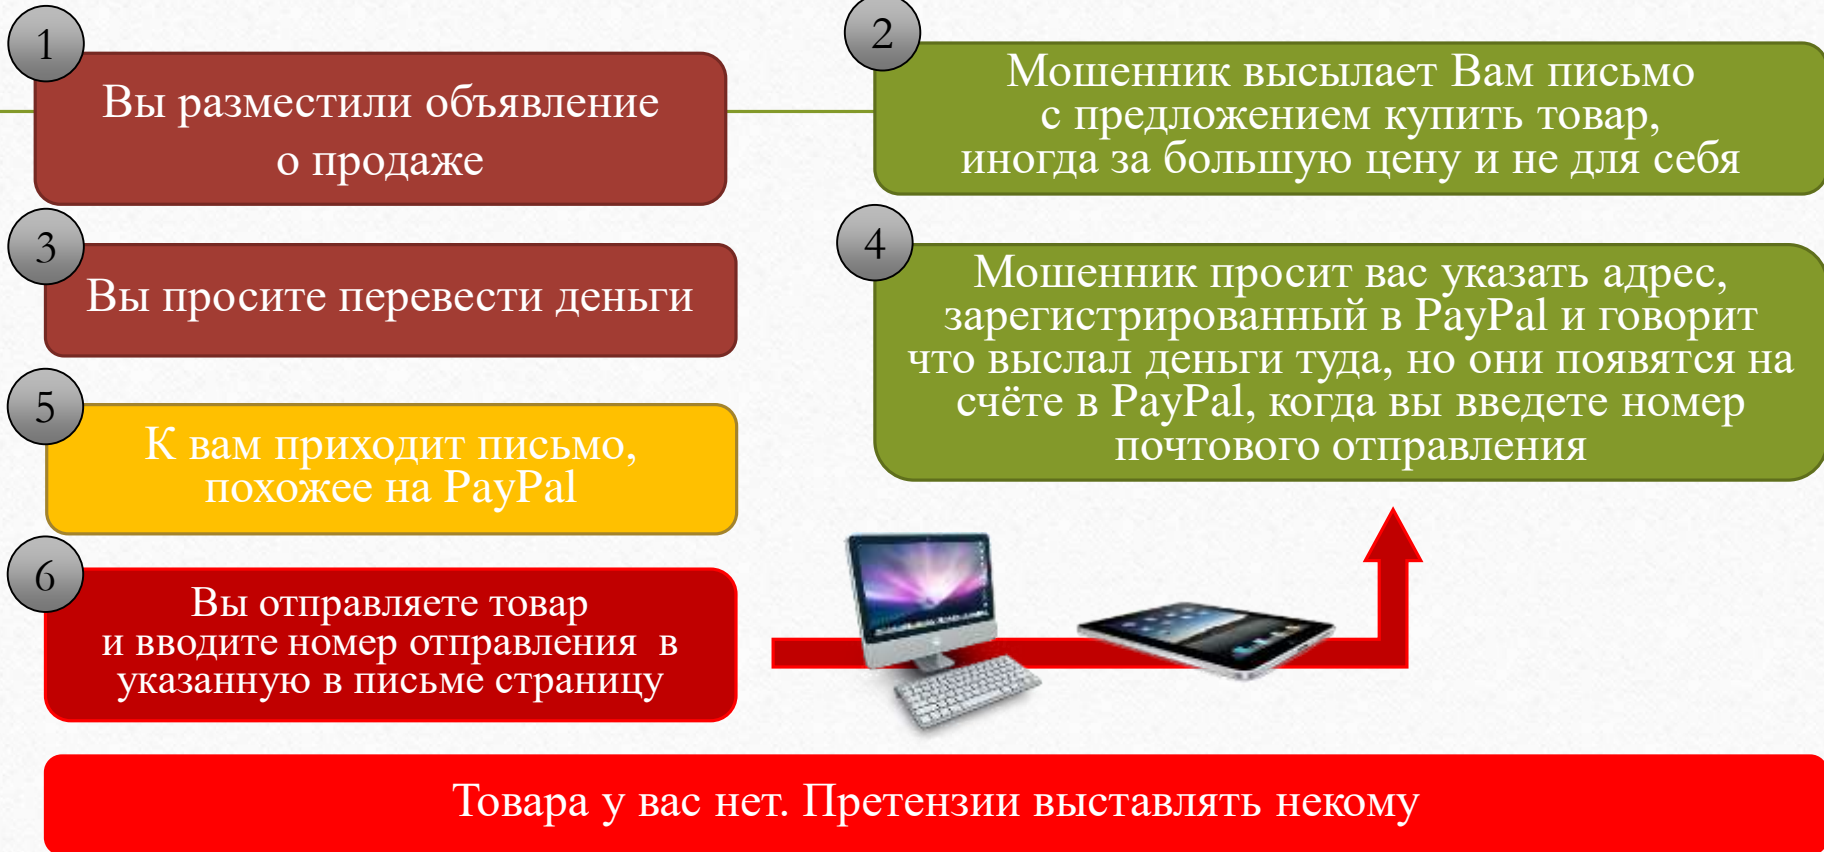 1
Вы разместили объявление
о продаже
2
Мошенник высылает Вам письмо
с предложением купить товар,
иногда за большую цену и не для себя
3
Вы просите перевести деньги
4
Мошенник просит вас указать адрес,
зарегистрированный в PayPal и говорит
что выслал деньги туда, но они появятся на
счёте в PayPal, когда вы введете номер
почтового отправления
5
К вам приходит письмо,
похожее на PayPal
6
Вы отправляете товар
и вводите номер отправления в
указанную в письме страницу
Товара у вас нет. Претензии выставлять некому